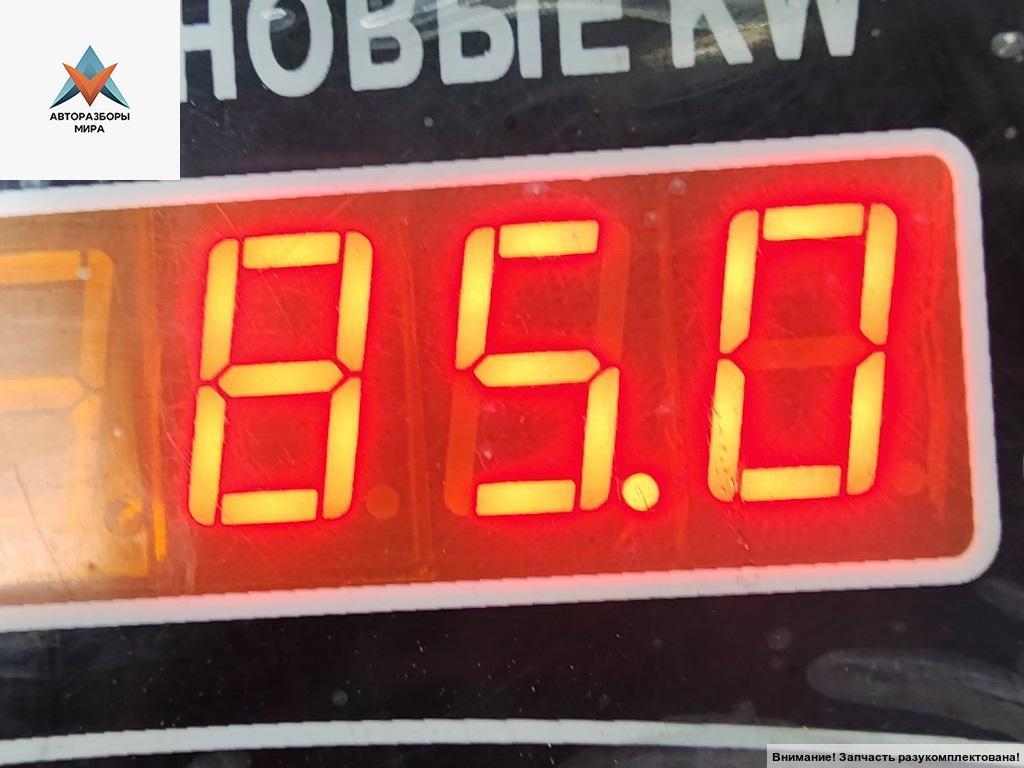 НОВЫЕ KW
АВТОРАЗБОРЫ
МИРА
85.0
Внимание! Запчасть разукомплектована!